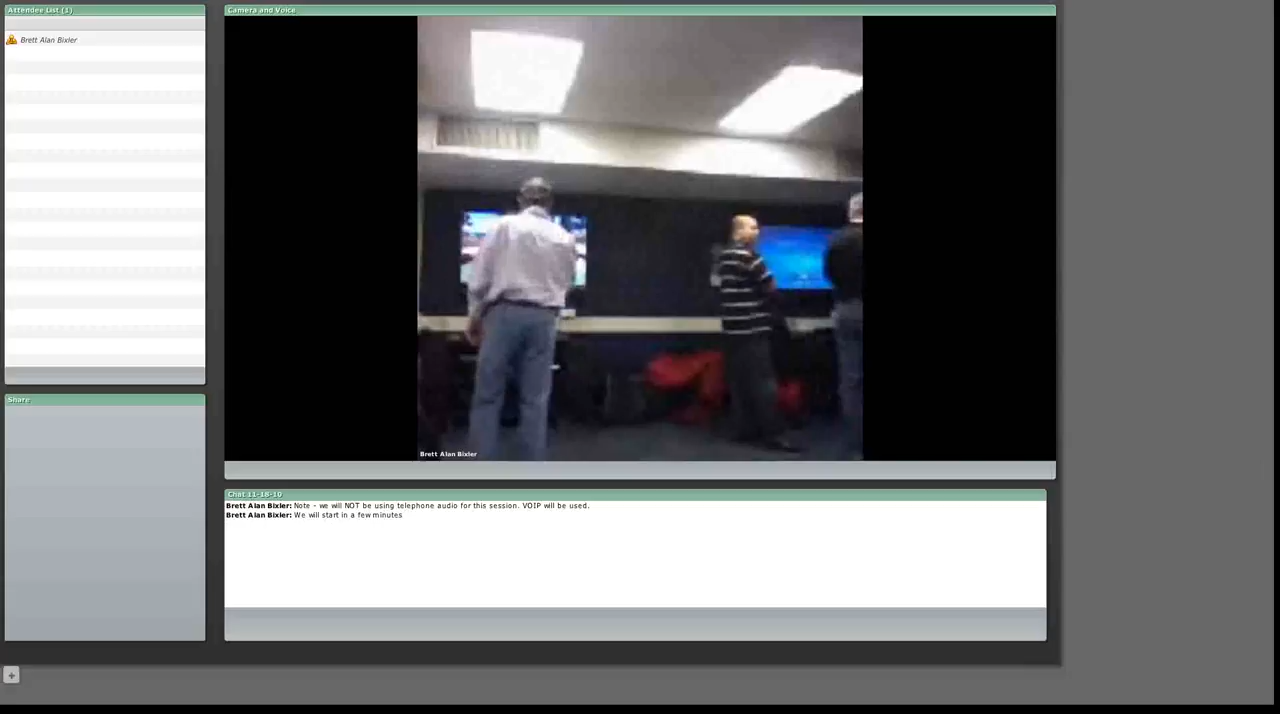 Attendee List (1)
Brett Alan Bixler
Camera and Voice
Brett Alan Bixler
Share
Chat 11-18-10
Brett Alan Bixler: Note - we will NOT be using telephone audio for this session. VOIP will be used.
Brett Alan Bixler: We will start in a few minutes